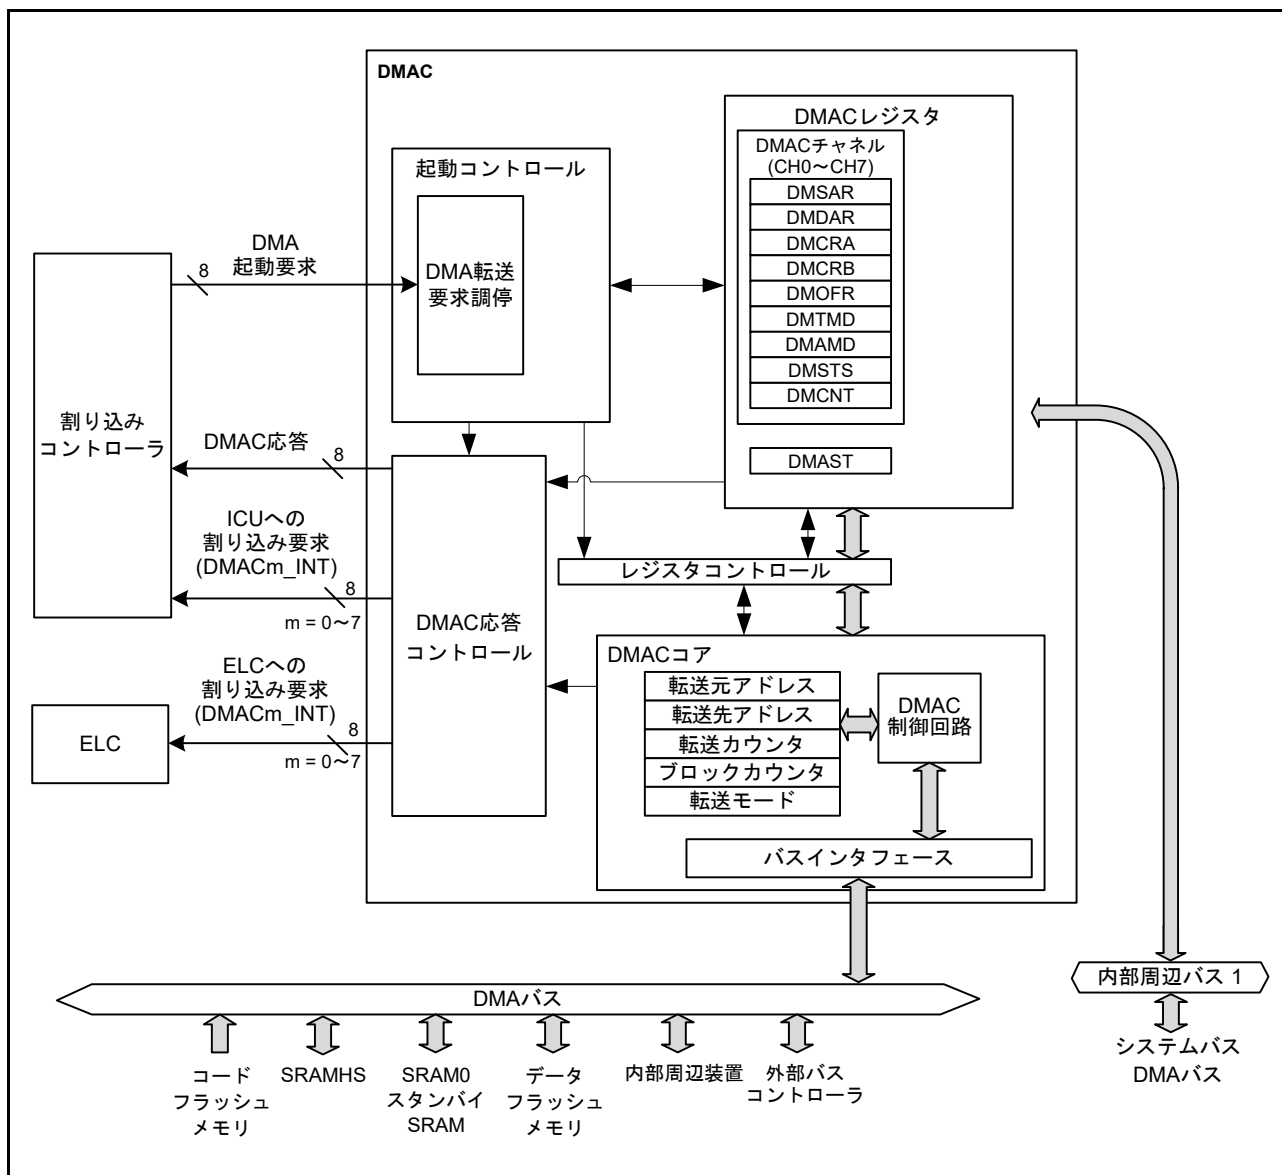 DMAC
DMACレジスタ
DMACチャネル
(CH0～CH7)
DMSAR
DMDAR
DMCRA
DMCRB
DMOFR
DMTMD
DMAMD
DMSTS
DMCNT
DMAST
起動コントロール
DMA転送
要求調停
DMA
起動要求
8
割り込み
コントローラ
DMAC応答
8
ICUへの
割り込み要求
(DMACm_INT)
8
m = 0～7
DMAC応答
コントロール
レジスタコントロール
ELCへの
割り込み要求
(DMACm_INT)
8
m = 0～7
ELC
DMACコア
転送元アドレス
転送先アドレス
転送カウンタ
ブロックカウンタ
転送モード
DMAC
制御回路
バスインタフェース
DMAバス
内部周辺バス 1
システムバス
DMAバス
コード
フラッシュ
メモリ
SRAMHS
SRAM0
スタンバイ
SRAM
データ
フラッシュ
メモリ
内部周辺装置
外部バス
コントローラ